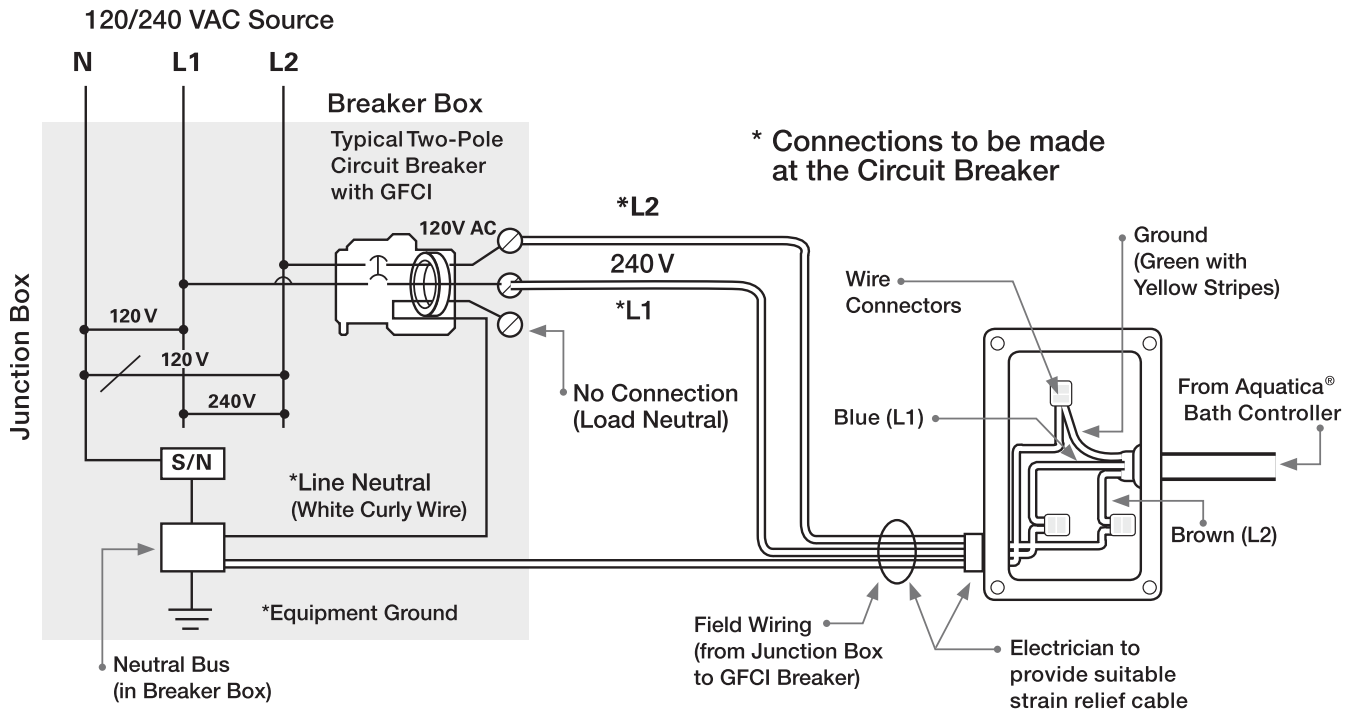 120/240 VAC Source
N
L1
L2
Breaker Box
Typical Two-Pole
Circuit Breaker
with GFCI
* Connections to be made
at the Circuit Breaker
120V AC
*L2
240 V
*L1
Ground
(Green with
Yellow Stripes)
Wire
Connectors
Junction Box
120 V
120 V
240V
No Connection
(Load Neutral)
Blue (L1)
From Aquatica®
Bath Controller
S/N
*Line Neutral
(White Curly Wire)
Brown (L2)
*Equipment Ground
Neutral Bus
(in Breaker Box)
Field Wiring
(from Junction Box
to GFCI Breaker)
Electrician to
provide suitable
strain relief cable